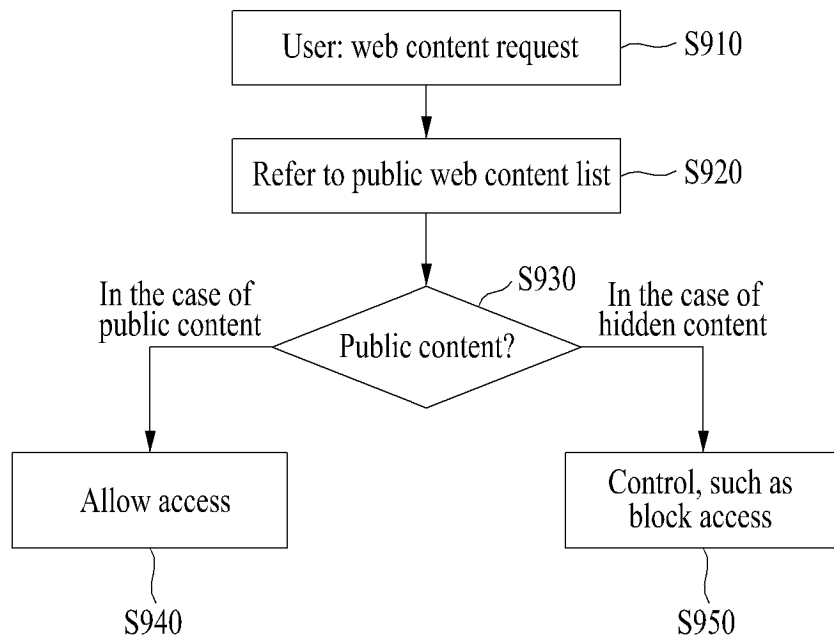 User: web content request
S910
Refer to public web content list
S920
S930
In the case of
public content
Public content?
In the case of
hidden content
Allow access
Control, such as
block access
S940
S950